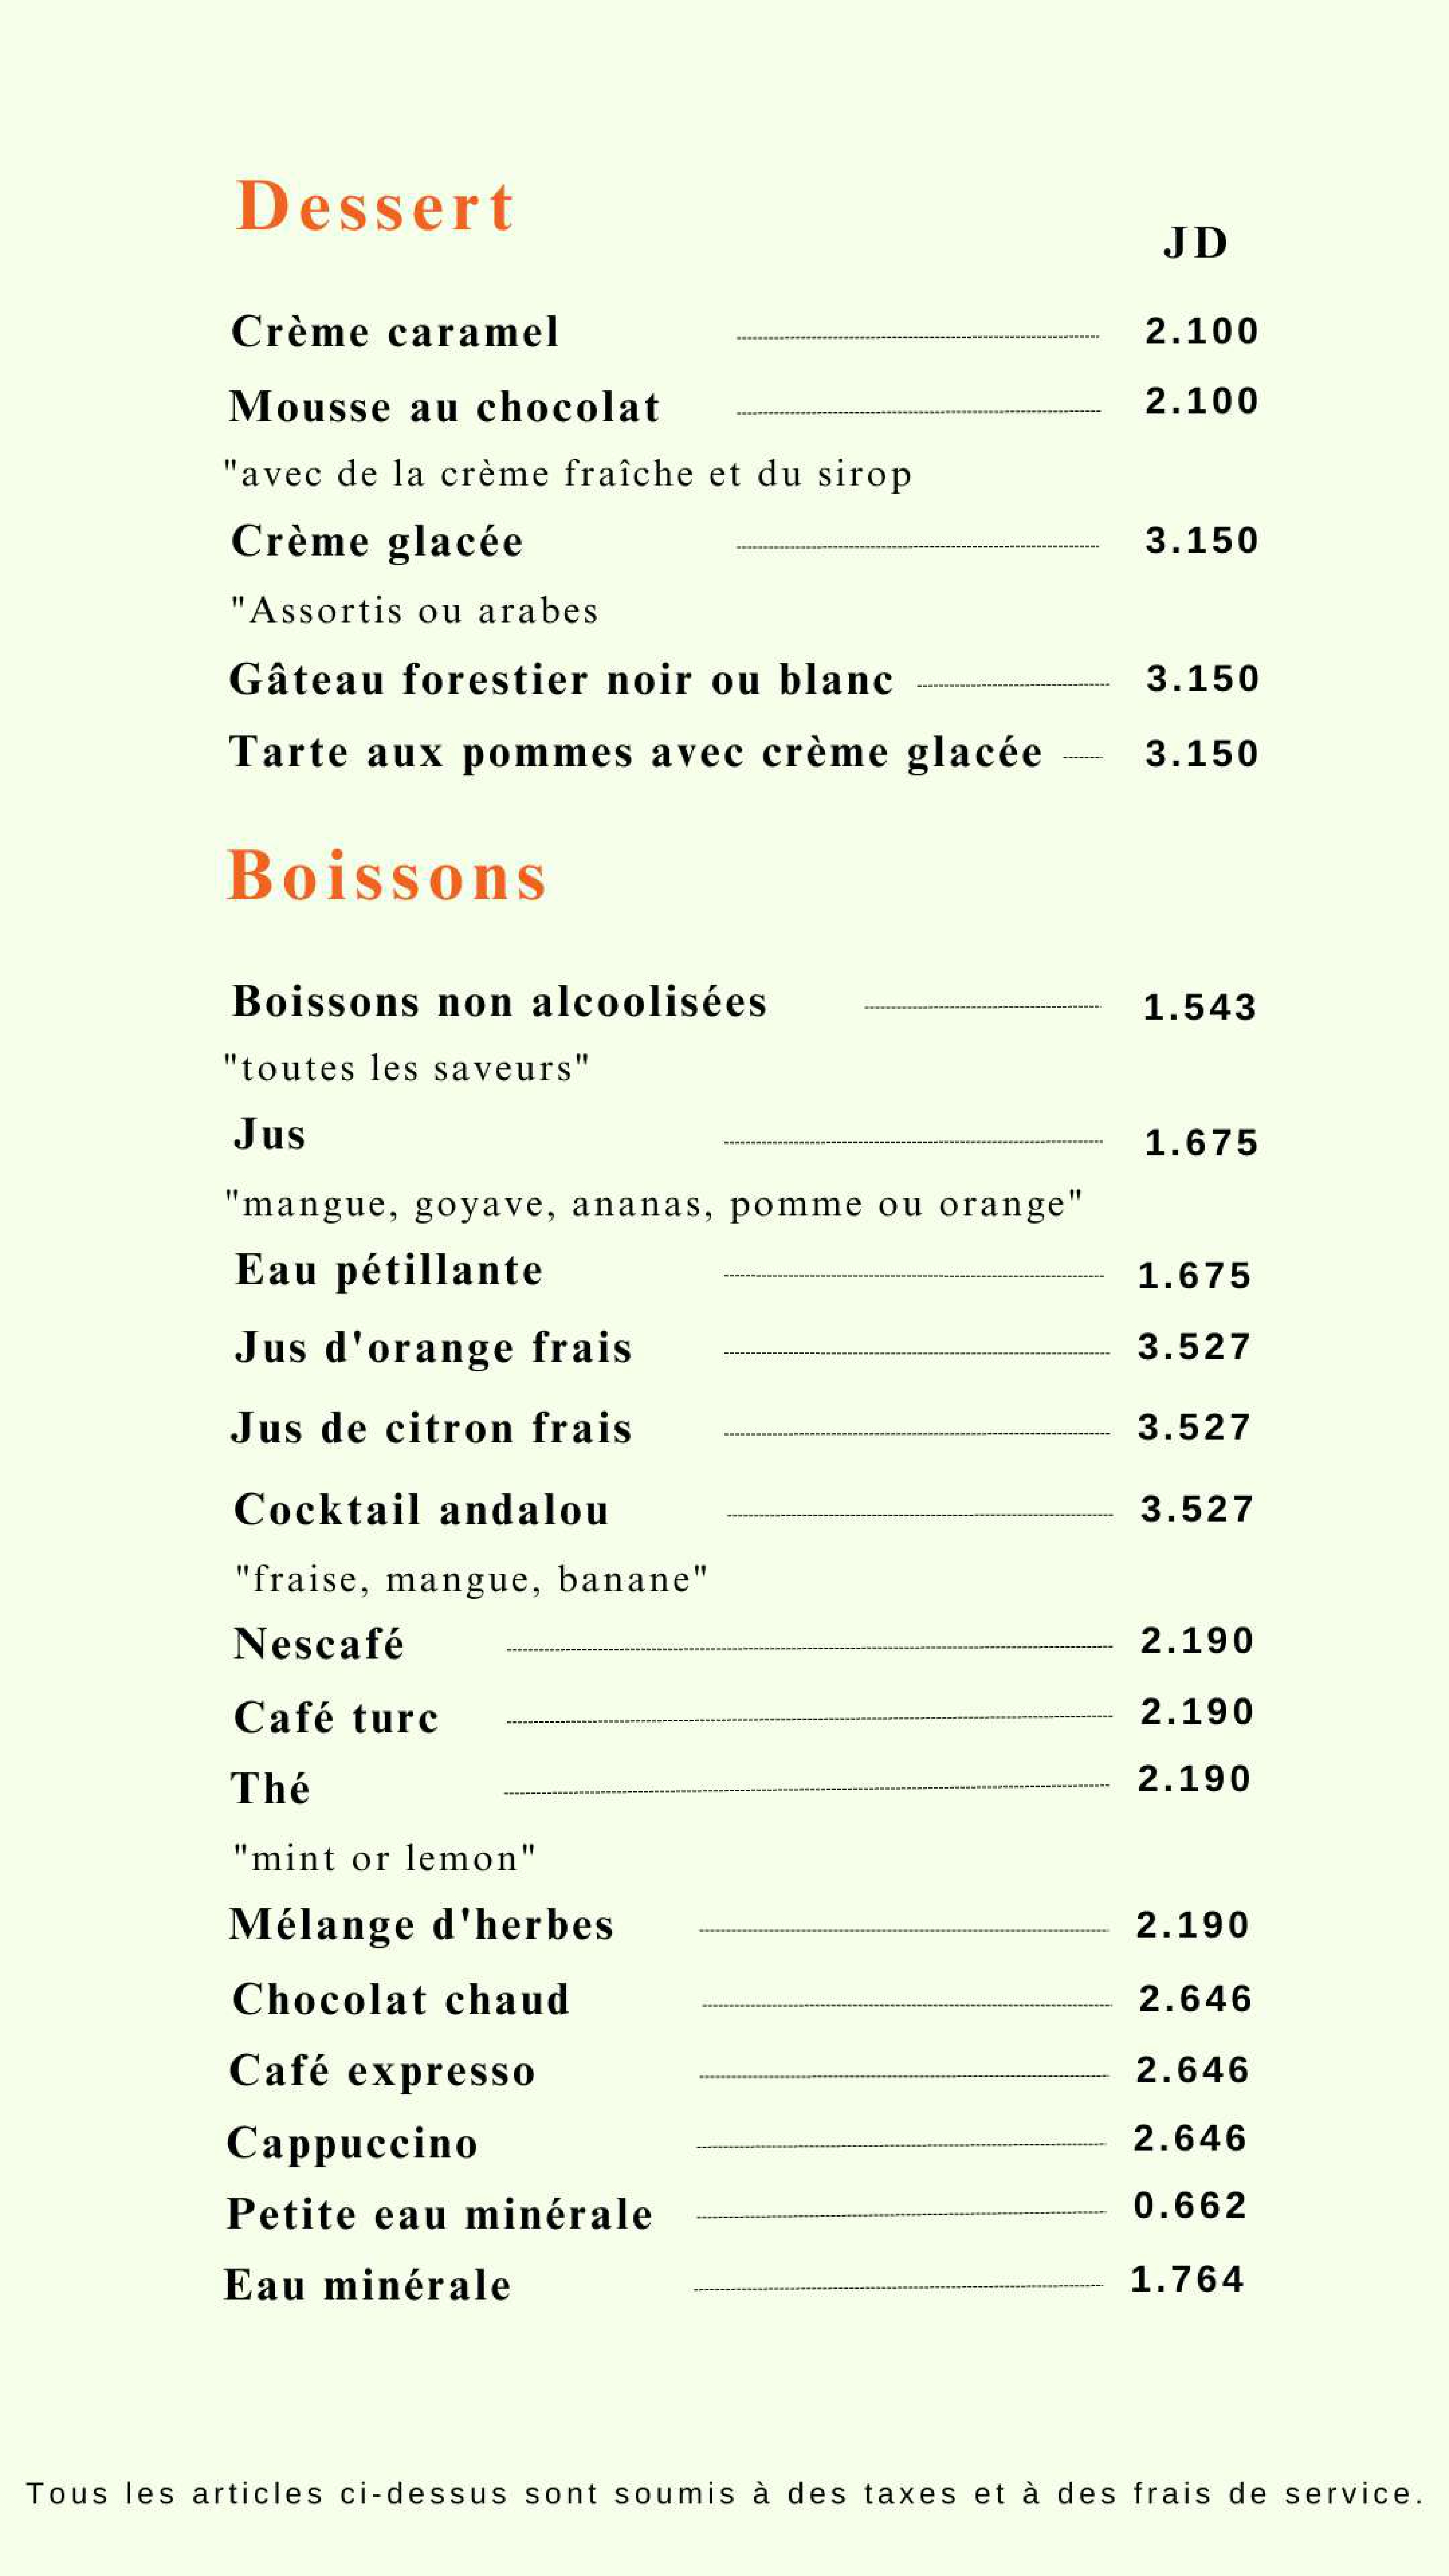 Dessert
JD
Crème caramel 2.100
Mousse au chocolat 2.100
"avec de la crème fraîche et du sirop
Crème glacée 3.150
"Assortis ou arabes
Gâteau forestier noir ou blanc 3.150
Tarte aux pommes avec crème glacée 3.150
Boissons
Boissons non alcoolisées 1.543
"toutes les saveurs"
Jus 1.675
"mangue, goyave, ananas, pomme ou orange"
Eau pétillante 1.675
Jus d'orange frais 3.527
Jus de citron frais 3.527
Cocktail andalou 3.527
"fraise, mangue, banane"
Nescafé 2.190
Café turc 2.190
Thé 2.190
"mint or lemon"
Mélange d'herbes 2.190
Chocolat chaud 2.646
Café expresso 2.646
Cappuccino 2.646
Petite eau minérale 0.662
Eau minérale 1.764
Tous les articles ci-dessus sont soumis à des taxes et à des frais de service.